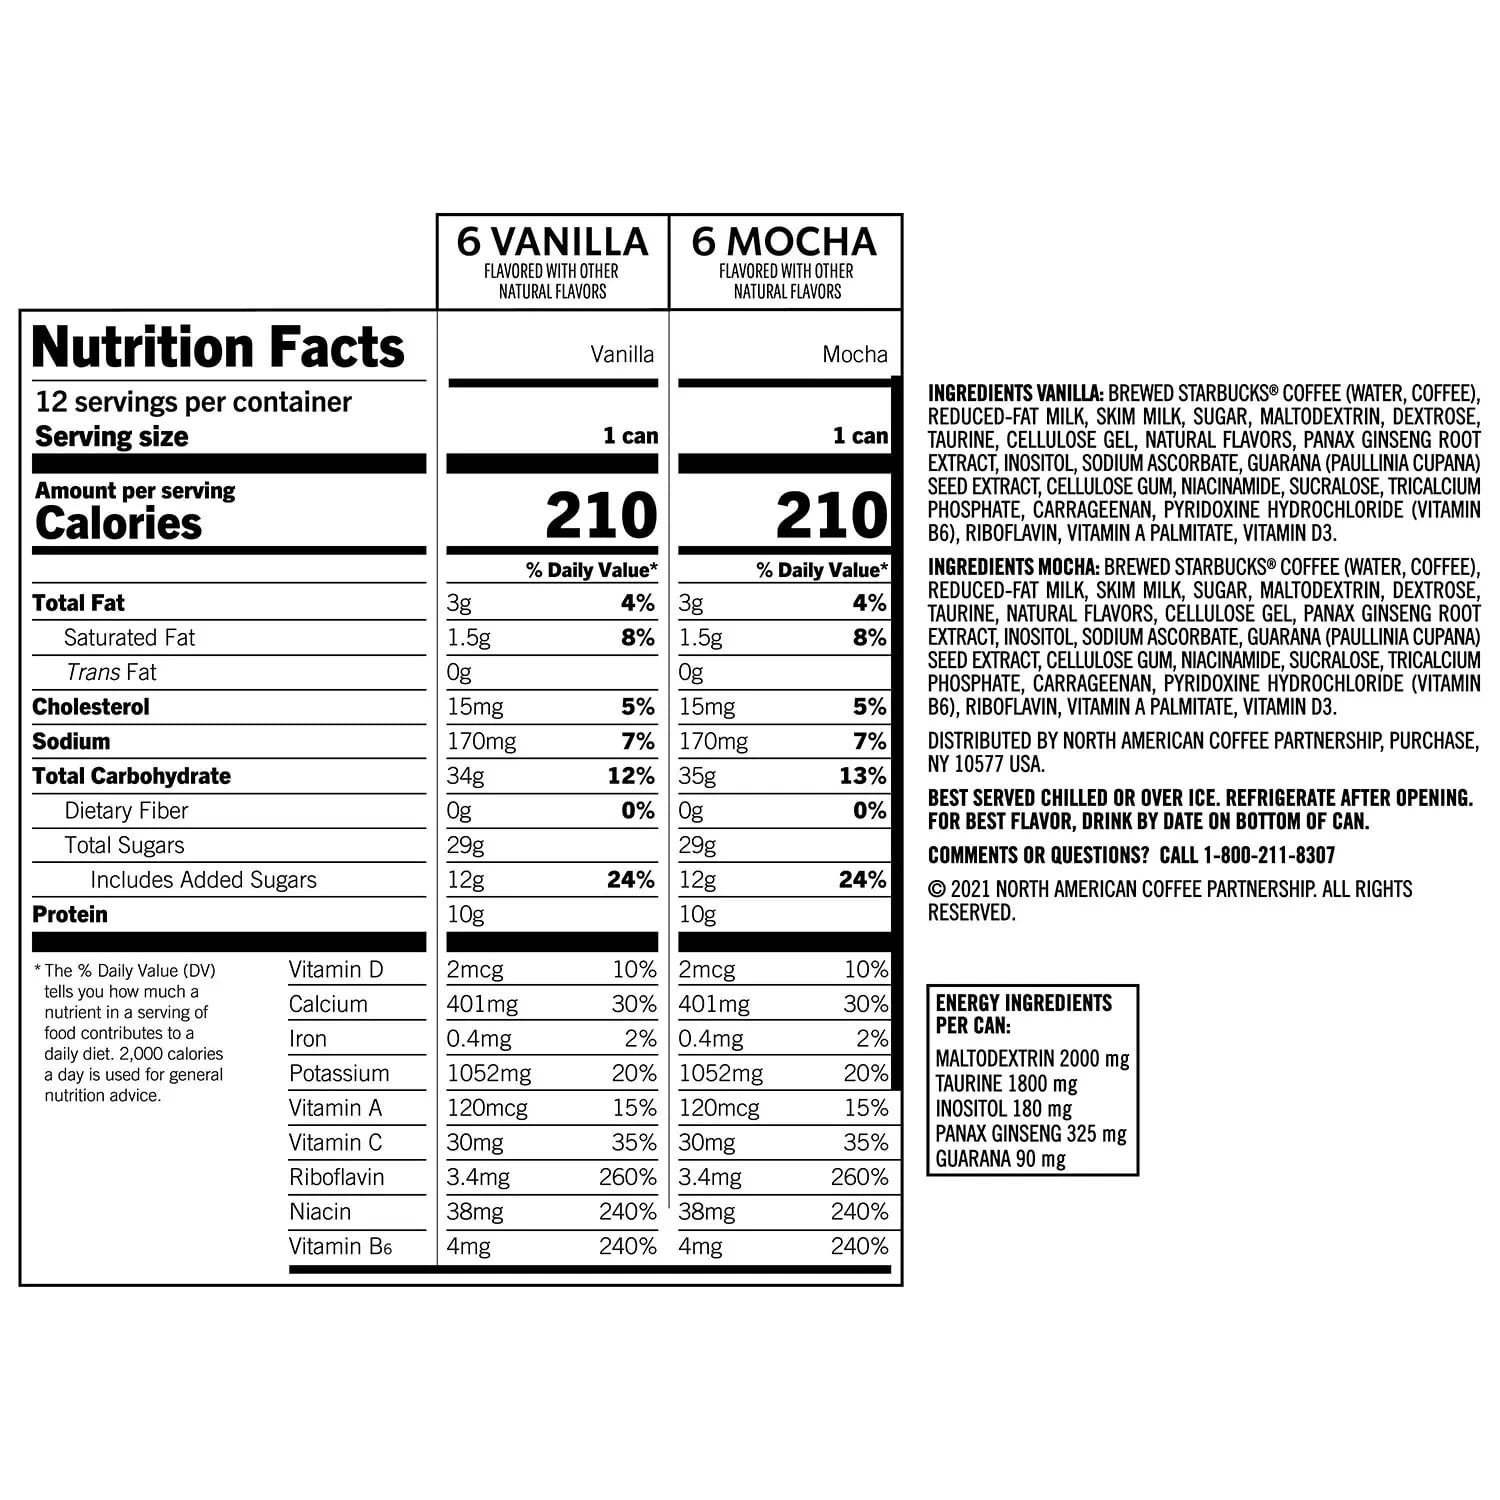 6 VANILLA
FLAVORED WITH OTHER
NATURAL FLAVORS
6 MOCHA
FLAVORED WITH OTHER
NATURAL FLAVORS
Nutrition Facts
Vanilla
Mocha
12 servings per container
Serving size 1 can 1 can
Amount per serving
Calories 210 210
% Daily Value* % Daily Value*
Total Fat 3g 4% 3g 4%
Saturated Fat 1.5g 8% 1.5g 8%
Trans Fat 0g 0g
Cholesterol 15mg 5% 15mg 5%
Sodium 170mg 7% 170mg 7%
Total Carbohydrate 34g 12% 35g 13%
Dietary Fiber 0g 0% 0g 0%
Total Sugars 29g 29g
Includes Added Sugars 12g 24% 12g 24%
Protein 10g 10g
Vitamin D 2mcg 10% 2mcg 10%
Calcium 401mg 30% 401mg 30%
Iron 0.4mg 2% 0.4mg 2%
Potassium 1052mg 20% 1052mg 20%
Vitamin A 120mcg 15% 120mcg 15%
Vitamin C 30mg 35% 30mg 35%
Riboflavin 3.4mg 260% 3.4mg 260%
Niacin 38mg 240% 38mg 240%
Vitamin B6 4mg 240% 4mg 240%
* The % Daily Value (DV)
tells you how much a
nutrient in a serving of
food contributes to a
daily diet. 2,000 calories
a day is used for general
nutrition advice.
INGREDIENTS VANILLA: BREWED STARBUCKS® COFFEE (WATER, COFFEE),
REDUCED-FAT MILK, SKIM MILK, SUGAR, MALTODEXTRIN, DEXTROSE,
TAURINE, CELLULOSE GEL, NATURAL FLAVORS, PANAX GINSENG ROOT
EXTRACT, INOSITOL, SODIUM ASCORBATE, GUARANA (PAULLINIA CUPANA)
SEED EXTRACT, CELLULOSE GUM, NIACINAMIDE, SUCRALOSE, TRICALCIUM
PHOSPHATE, CARRAGEENAN, PYRIDOXINE HYDROCHLORIDE (VITAMIN
B6), RIBOFLAVIN, VITAMIN A PALMITATE, VITAMIN D3.
INGREDIENTS MOCHA: BREWED STARBUCKS® COFFEE (WATER, COFFEE),
REDUCED-FAT MILK, SKIM MILK, SUGAR, MALTODEXTRIN, DEXTROSE,
TAURINE, NATURAL FLAVORS, CELLULOSE GEL, PANAX GINSENG ROOT
EXTRACT, INOSITOL, SODIUM ASCORBATE, GUARANA (PAULLINIA CUPANA)
SEED EXTRACT, CELLULOSE GUM, NIACINAMIDE, SUCRALOSE, TRICALCIUM
PHOSPHATE, CARRAGEENAN, PYRIDOXINE HYDROCHLORIDE (VITAMIN
B6), RIBOFLAVIN, VITAMIN A PALMITATE, VITAMIN D3.
DISTRIBUTED BY NORTH AMERICAN COFFEE PARTNERSHIP, PURCHASE,
NY 10577 USA.
BEST SERVED CHILLED OR OVER ICE. REFRIGERATE AFTER OPENING.
FOR BEST FLAVOR, DRINK BY DATE ON BOTTOM OF CAN.
COMMENTS OR QUESTIONS? CALL 1-800-211-8307
© 2021 NORTH AMERICAN COFFEE PARTNERSHIP. ALL RIGHTS
RESERVED.
ENERGY INGREDIENTS
PER CAN:
MALTODEXTRIN 2000 mg
TAURINE 1800 mg
INOSITOL 180 mg
PANAX GINSENG 325 mg
GUARANA 90 mg